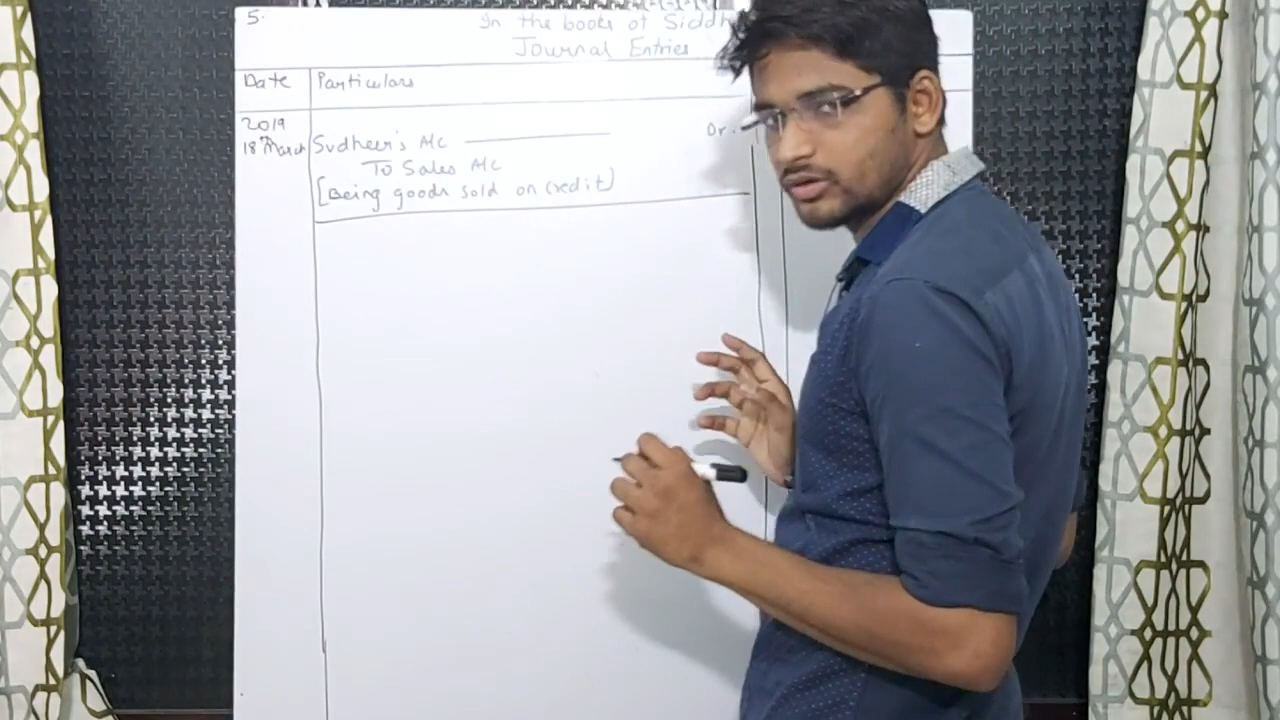 5.
In the books of Siddh
Journal Entries
Date Particulars
2019
18th March Sudheer's A/c Dr.
To Sales A/c
[Being goods sold on credit)